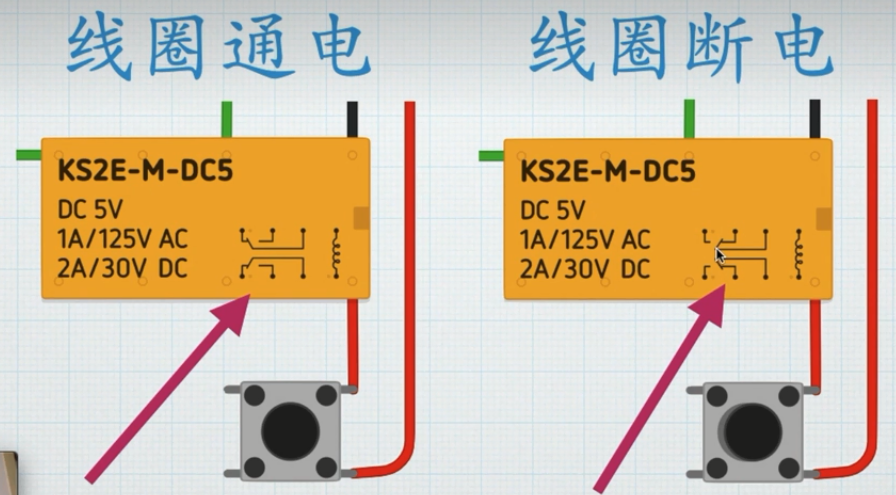 线圈通电
线圈断电
KS2E-M-DC5
DC 5V
1A/125V AC
2A/30V DC
KS2E-M-DC5
DC 5V
1A/125V AC
2A/30V DC